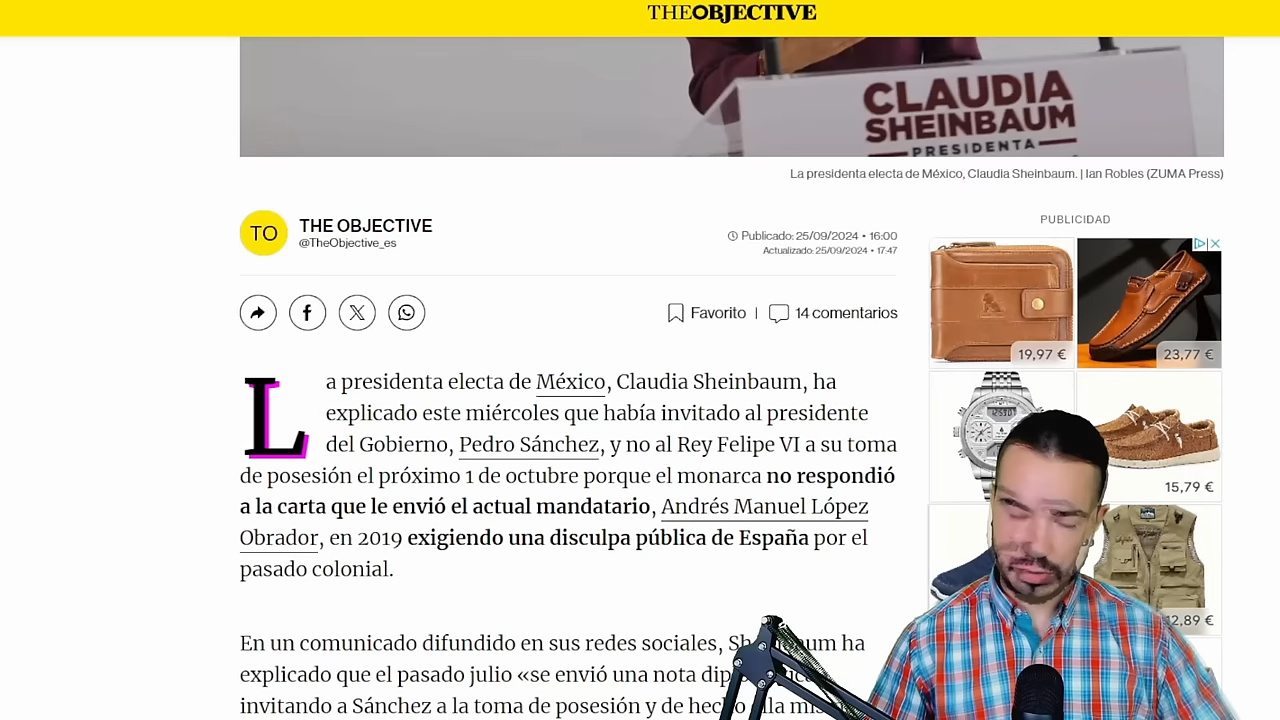 THEOBJECTIVE
CLAUDIA
SHEINBAUM
PRESIDENTA
La presidenta electa de México, Claudia Sheinbaum. | Ian Robles (ZUMA Press)
TO
THE OBJECTIVE
@TheObjective_es
Publicado: 25/09/2024 • 16:00
Actualizado: 25/09/2024 • 17:47
PUBLICIDAD
Favorito | 14 comentarios
19,97 €
23,77 €
15,79 €
12,89 €
La presidenta electa de México, Claudia Sheinbaum, ha
explicado este miércoles que había invitado al presidente
del Gobierno, Pedro Sánchez, y no al Rey Felipe VI a su toma
de posesión el próximo 1 de octubre porque el monarca no respondió
a la carta que le envió el actual mandatario, Andrés Manuel López
Obrador, en 2019 exigiendo una disculpa pública de España por el
pasado colonial.
En un comunicado difundido en sus redes sociales, ha
explicado que el pasado julio «se envió una nota
invitando a Sánchez a la toma de posesión y de